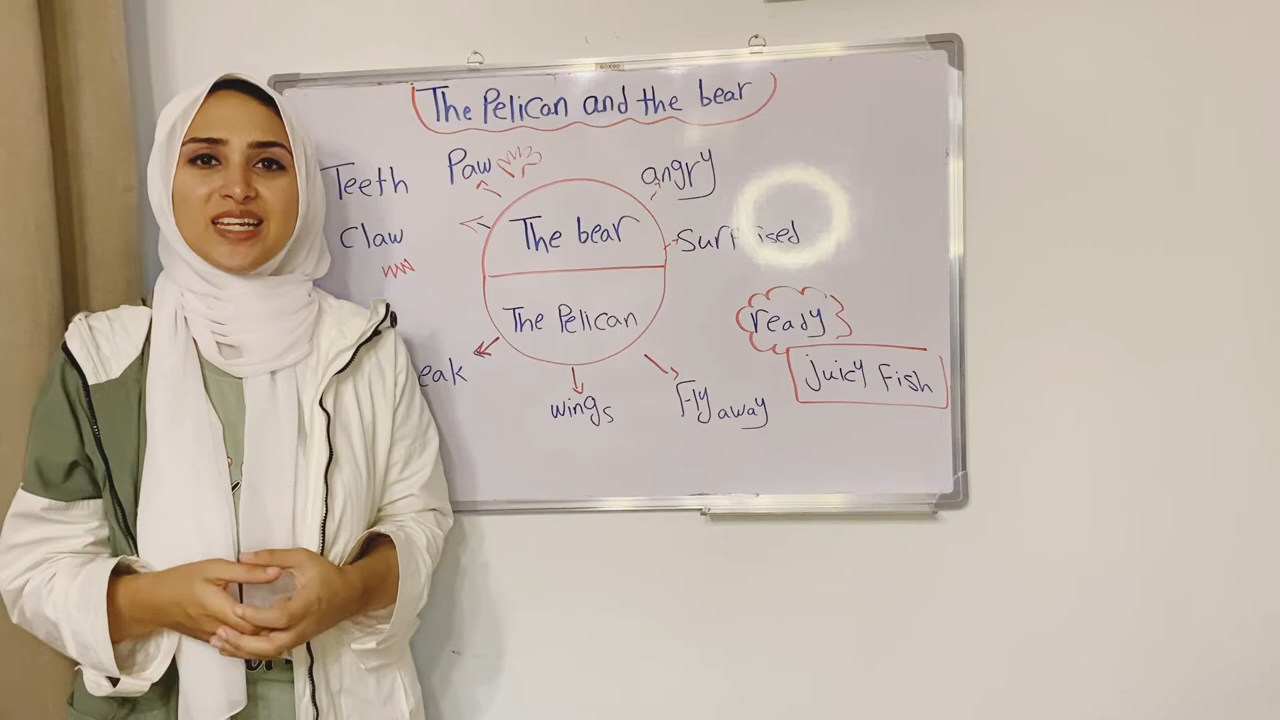 The Pelican and the bear
Teeth
Paw
angry
Claw
The bear
The Pelican
ready
juicy Fish
wings
Fly away